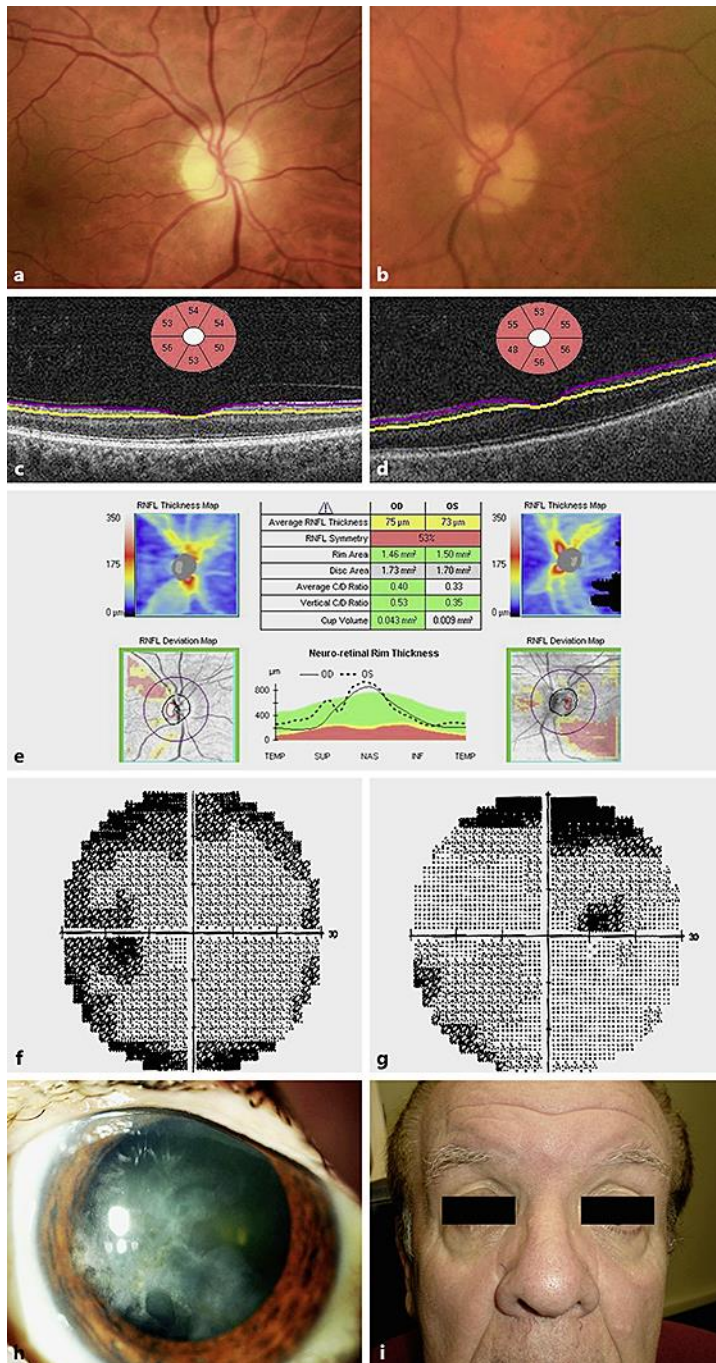 a
b
54
53 54
56 50
53
c
53
55 55
48 56
56
d
RNFL Thickness Map
350
175
0 µm
OD OS
Average RNFL Thickness 75 µm 73 µm
RNFL Symmetry 53%
Rim Area 1.46 mm² 1.50 mm²
Disc Area 1.73 mm² 1.70 mm²
Average C/D Ratio 0.40 0.33
Vertical C/D Ratio 0.53 0.35
Cup Volume 0.043 mm³ 0.009 mm³
RNFL Thickness Map
350
175
0 µm
RNFL Deviation Map
Neuro-retinal Rim Thickness
µm
OD OS
800
400
0
TEMP SUP NAS INF TEMP
RNFL Deviation Map
e
30
f
30
g
h
i